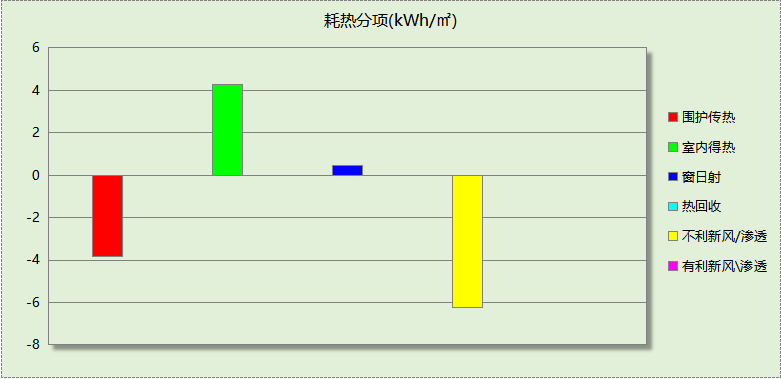 耗热分项(kWh/㎡)
6
4
2
0
-2
-4
-6
-8
围护传热
室内得热
窗日射
热回收
不利新风/渗透
有利新风\渗透